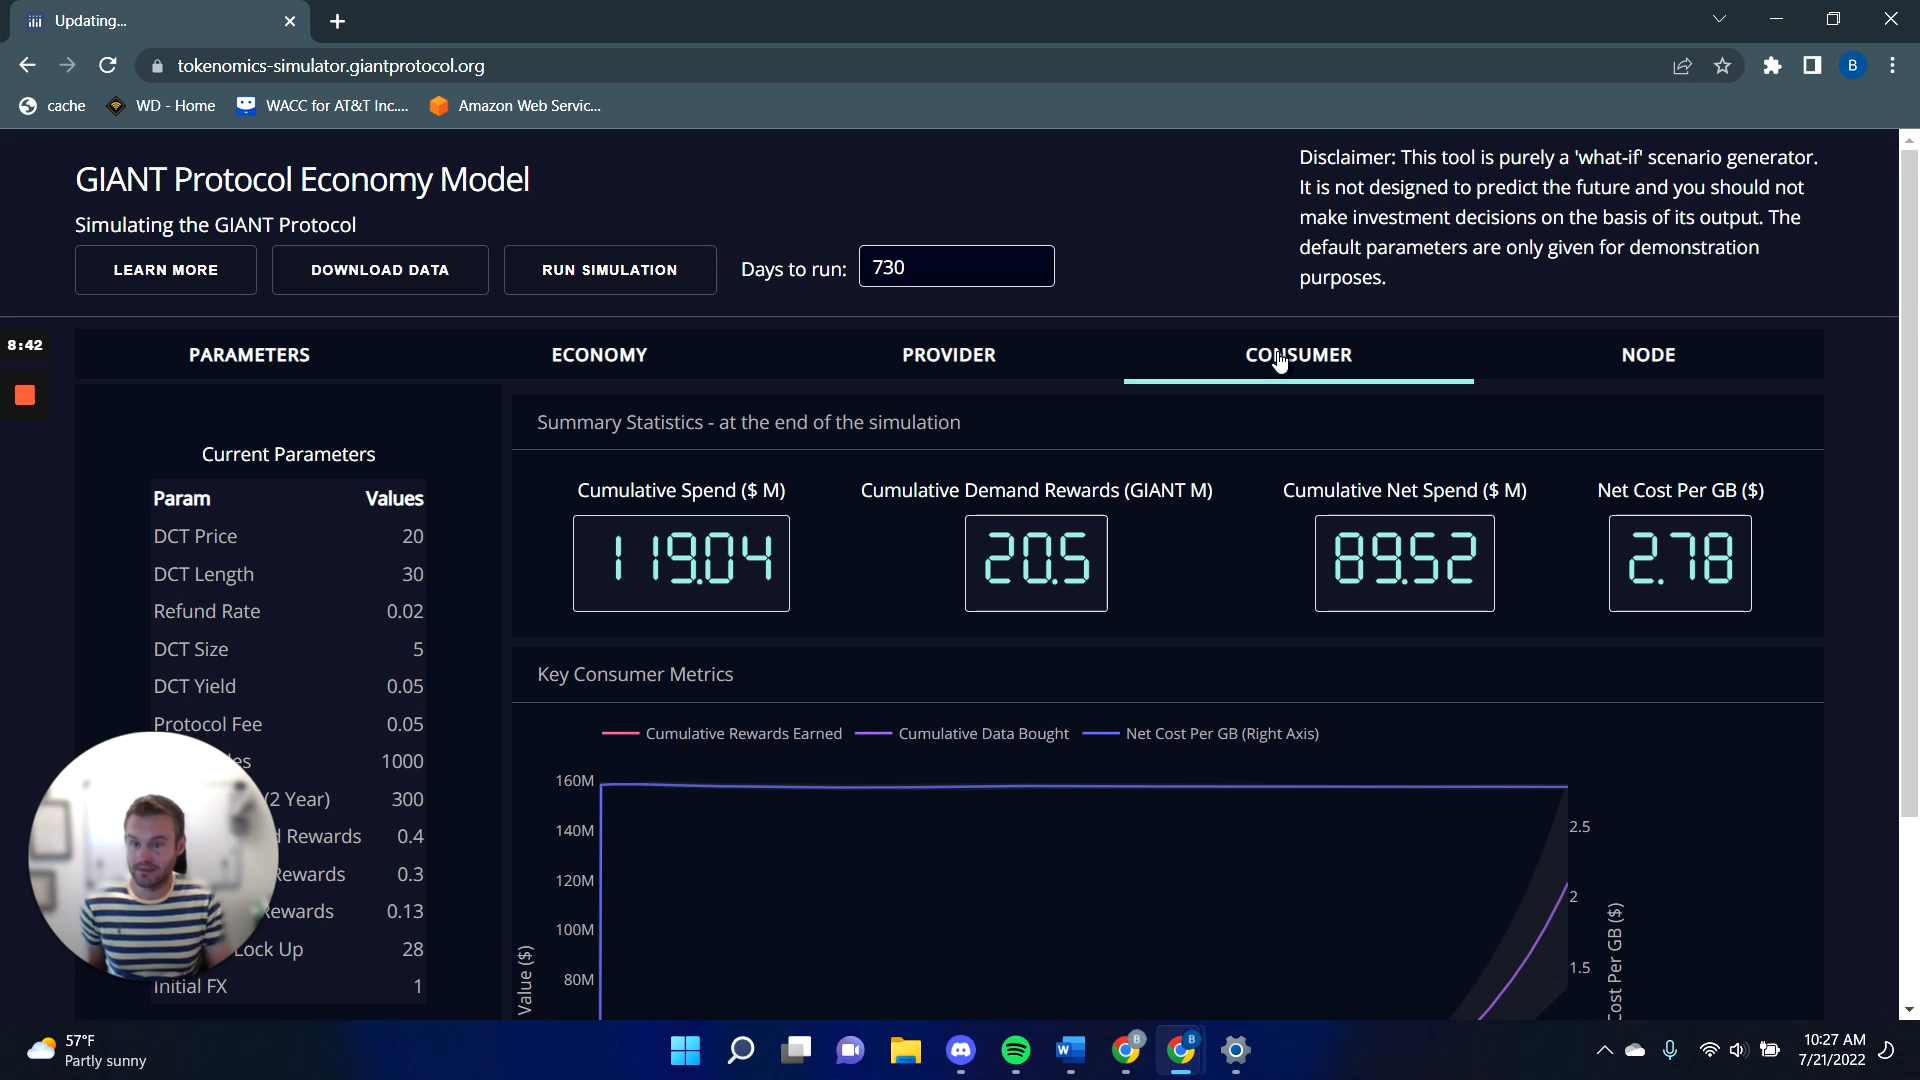 Updating...
tokenomics-simulator.giantprotocol.org
B
cache
WD - Home
WACC for AT&T Inc....
Amazon Web Servic...
GIANT Protocol Economy Model
Simulating the GIANT Protocol
LEARN MORE
DOWNLOAD DATA
RUN SIMULATION
Days to run:
730
Disclaimer: This tool is purely a 'what-if' scenario generator.
It is not designed to predict the future and you should not
make investment decisions on the basis of its output. The
default parameters are only given for demonstration
purposes.
8:42
PARAMETERS
ECONOMY
PROVIDER
CONSUMER
NODE
Current Parameters
Param Values
DCT Price 20
DCT Length 30
Refund Rate 0.02
DCT Size 5
DCT Yield 0.05
Protocol Fee 0.05
1000
(2 Year) 300
Rewards 0.4
Rewards 0.3
Rewards 0.13
Lock Up 28
Initial FX 1
Summary Statistics - at the end of the simulation
Cumulative Spend ($ M)
119.04
Cumulative Demand Rewards (GIANT M)
20.5
Cumulative Net Spend ($ M)
89.52
Net Cost Per GB ($)
2.78
Key Consumer Metrics
Cumulative Rewards Earned
Cumulative Data Bought
Net Cost Per GB (Right Axis)
160M
140M
120M
100M
80M
Value ($)
2.5
2
1.5
Cost Per GB ($)
57°F
Partly sunny
B
B
10:27 AM
7/21/2022